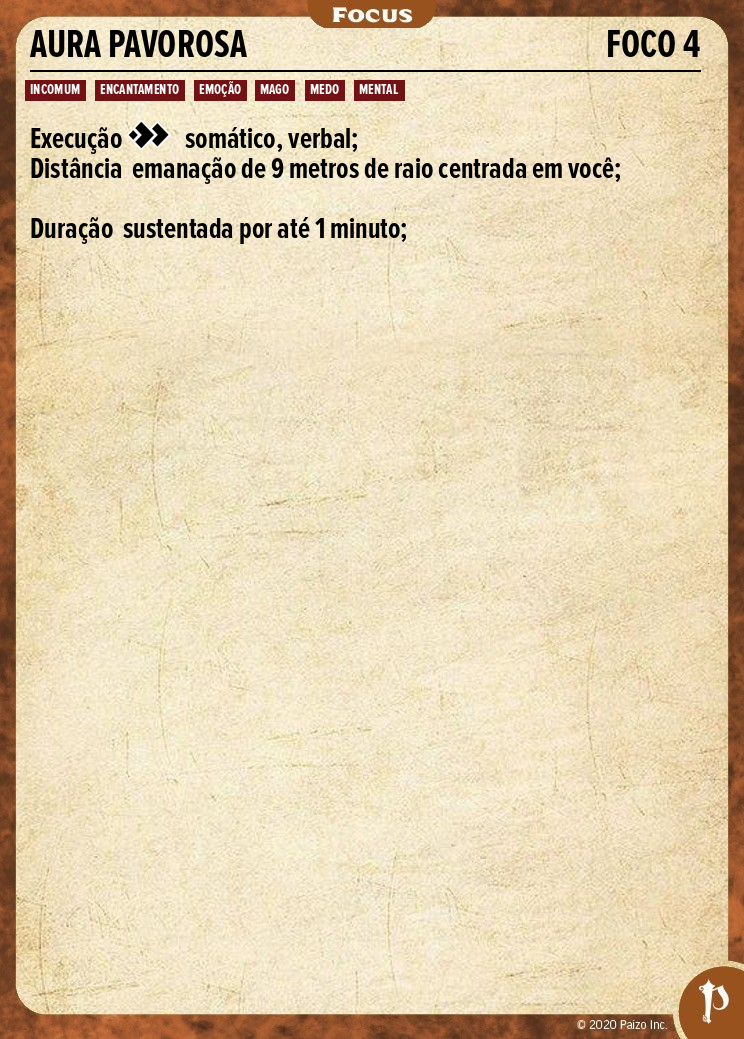 Focus
AURA PAVOROSA FOCO 4
INCOMUM ENCANTAMENTO EMOÇÃO MAGO MEDO MENTAL
Execução somático, verbal;
Distância emanação de 9 metros de raio centrada em você;
Duração sustentada por até 1 minuto;
© 2020 Paizo Inc.